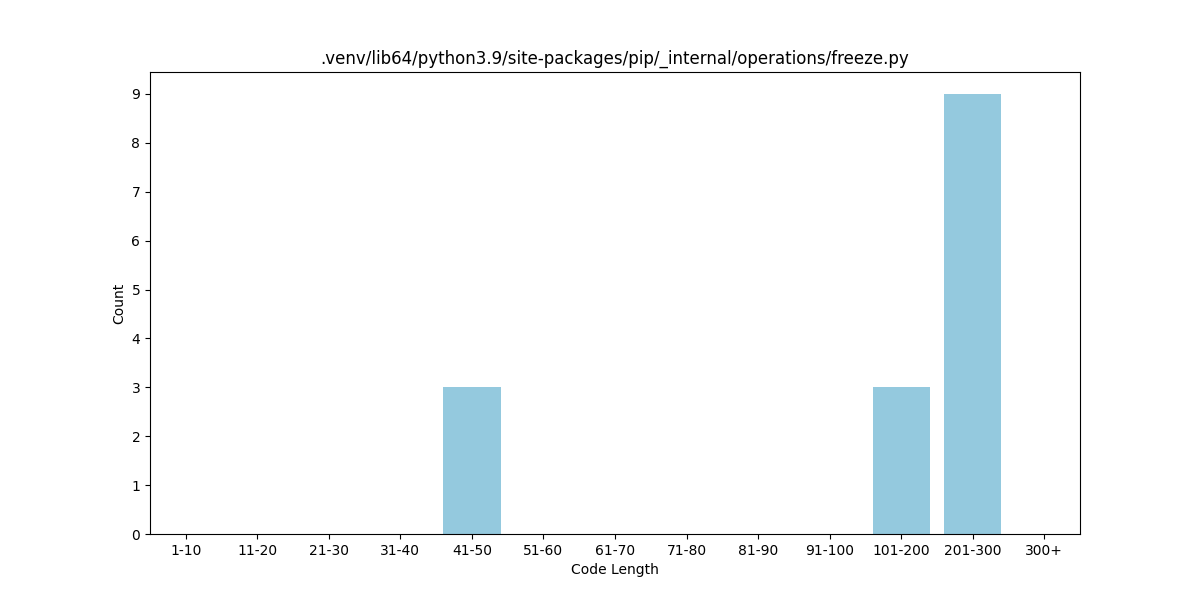 .venv/lib64/python3.9/site-packages/pip/_internal/operations/freeze.py
9
8
7
6
5
4
3
2
1
0
Count
1-10 11-20 21-30 31-40 41-50 51-60 61-70 71-80 81-90 91-100 101-200 201-300 300+
Code Length